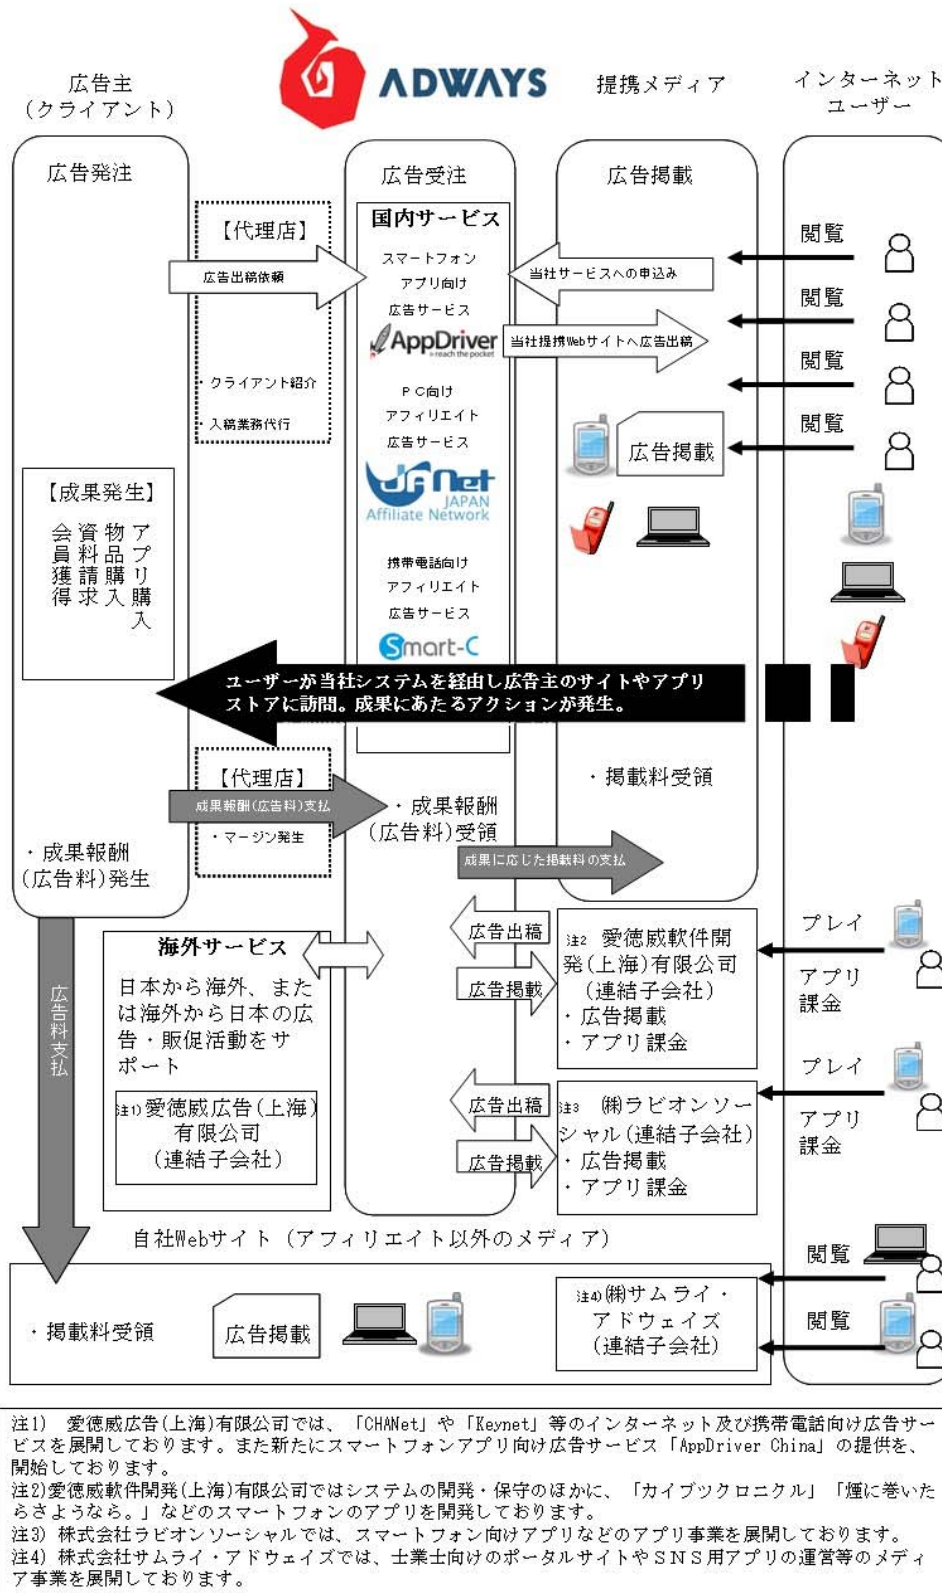 ADWAYS
広告主
(クライアント)
提携メディア
インターネット
ユーザー
広告発注
広告受注
広告掲載
【代理店】
国内サービス
広告出稿依頼
スマートフォン
アプリ向け
広告サービス
AppDriver
reach the pocket
当社サービスへの申込み
当社提携Webサイトへ広告出稿
閲覧
閲覧
閲覧
閲覧
・クライアント紹介
・入稿業務代行
PC向け
アフィリエイト
広告サービス
JAPAN
Affiliate Network
広告掲載
【成果発生】
会員獲得
資料請求
物品購入
アプリ購入
携帯電話向け
アフィリエイト
広告サービス
Smart-C
ユーザーが当社システムを経由し広告主のサイトやアプリ
ストアに訪問。成果にあたるアクションが発生。
【代理店】
成果報酬(広告料)支払
・マージン発生
・成果報酬
(広告料)受領
・掲載料受領
成果に応じた掲載料の支払
・成果報酬
(広告料)発生
広告料支払
海外サービス
日本から海外、また
は海外から日本の広
告・販促活動をサ
ポート
注1)愛徳威広告(上海)
有限公司
(連結子会社)
広告出稿
広告掲載
注2 愛徳威軟件開
発(上海)有限公司
(連結子会社)
・広告掲載
・アプリ課金
プレイ
アプリ
課金
広告出稿
広告掲載
注3 ㈱ラビオンソー
シャル(連結子会社)
・広告掲載
・アプリ課金
プレイ
アプリ
課金
自社Webサイト(アフィリエイト以外のメディア)
・掲載料受領
広告掲載
注4)㈱サムライ・
アドウェイズ
(連結子会社)
閲覧
閲覧
注1) 愛徳威広告(上海)有限公司では、「CHANet」や「Keynet」等のインターネット及び携帯電話向け広告サー
ビスを展開しております。また新たにスマートフォンアプリ向け広告サービス「AppDriver China」の提供を、
開始しております。
注2)愛徳威軟件開発(上海)有限公司ではシステムの開発・保守のほかに、「カイブツクロニクル」「煙に巻いた
らさようなら。」などのスマートフォンのアプリを開発しております。
注3) 株式会社ラビオンソーシャルでは、スマートフォン向けアプリなどのアプリ事業を展開しております。
注4) 株式会社サムライ・アドウェイズでは、士業士向けのポータルサイトやSNS用アプリの運営等のメディ
ア事業を展開しております。